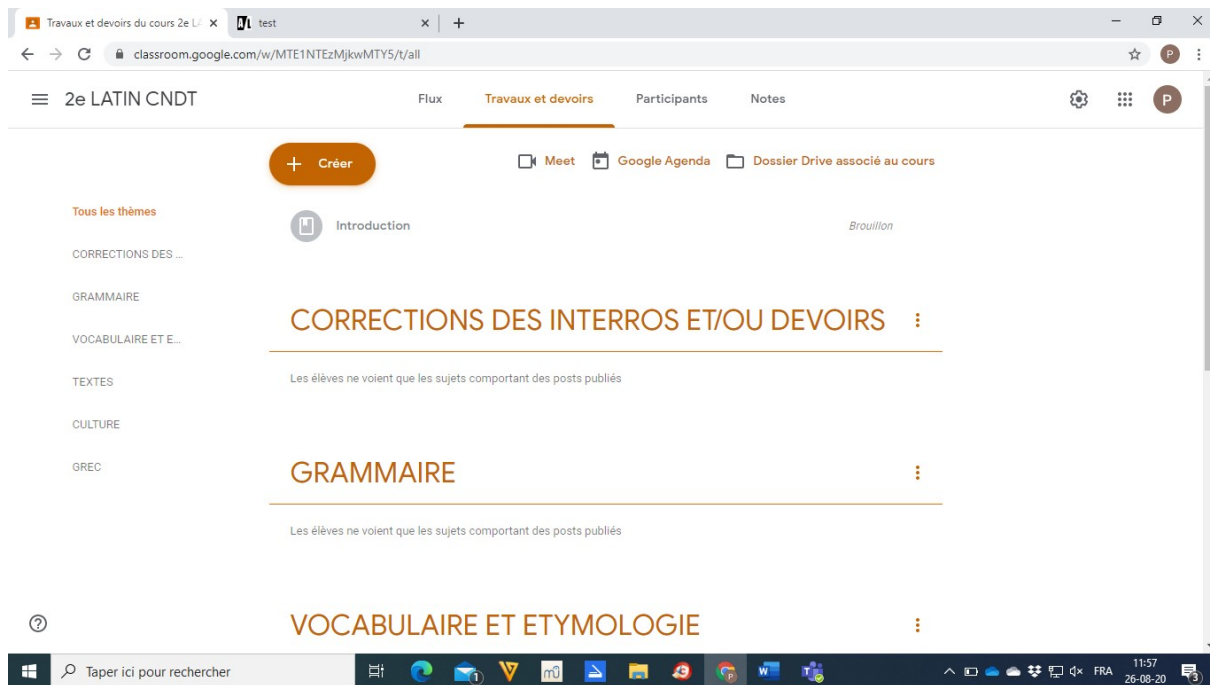 Travaux et devoirs du cours 2e LA
test
classroom.google.com/w/MTE1NTEzMjkwMTY5/t/all
P
2e LATIN CNDT
Flux
Travaux et devoirs
Participants
Notes
P
Créer
Meet
Google Agenda
Dossier Drive associé au cours
Tous les thèmes
CORRECTIONS DES ...
GRAMMAIRE
VOCABULAIRE ET E...
TEXTES
CULTURE
GREC
Introduction
Brouillon
CORRECTIONS DES INTERROS ET/OU DEVOIRS
Les élèves ne voient que les sujets comportant des posts publiés
GRAMMAIRE
Les élèves ne voient que les sujets comportant des posts publiés
VOCABULAIRE ET ETYMOLOGIE
Taper ici pour rechercher
FRA
11:57
26-08-20
3